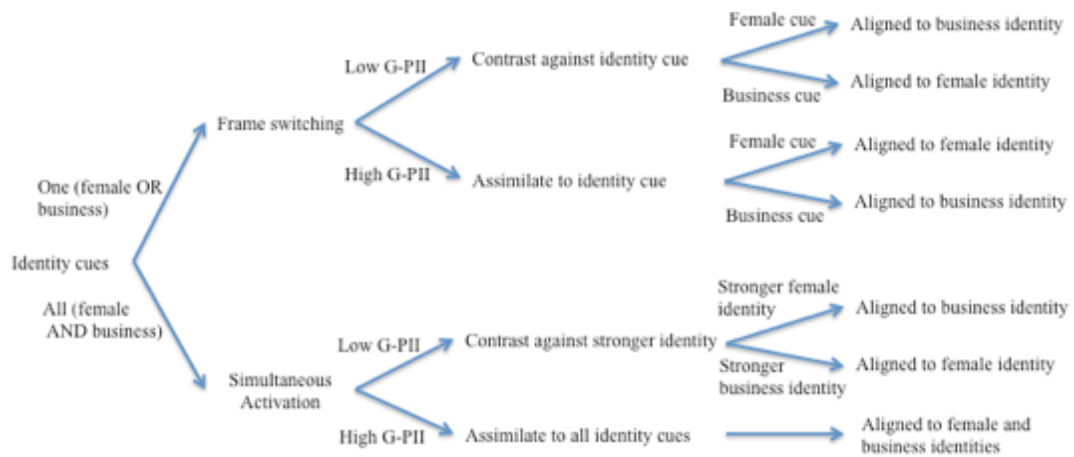 Female cue
Aligned to business identity
Low G-PII
Contrast against identity cue
Business cue
Aligned to female identity
Frame switching
Female cue
Aligned to female identity
High G-PII
Assimilate to identity cue
Business cue
Aligned to business identity
One (female OR
business)
Identity cues
All (female
AND business)
Stronger female
identity
Aligned to business identity
Low G-PII
Contrast against stronger identity
Stronger
business identity
Aligned to female identity
Simultaneous
Activation
High G-PII
Assimilate to all identity cues
Aligned to female and
business identities